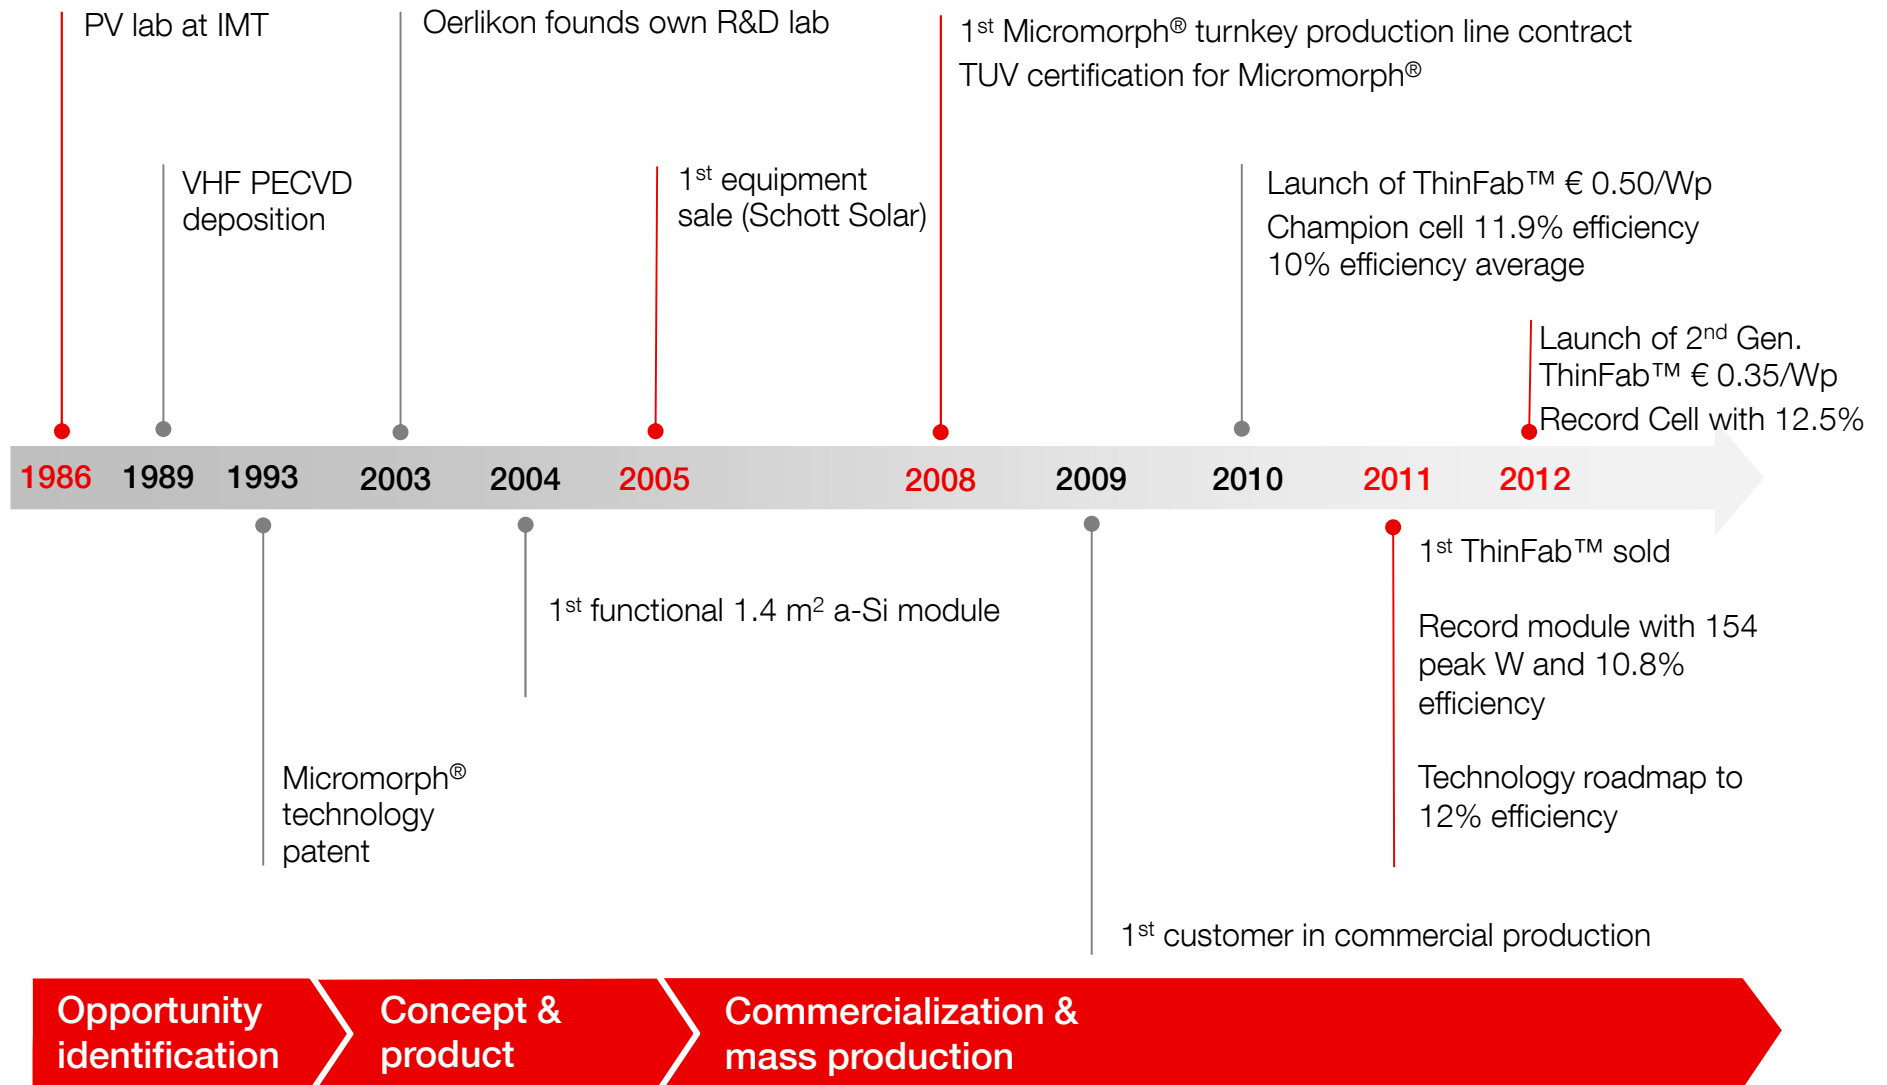 PV lab at IMT
Oerlikon founds own R&D lab
1st Micromorph® turnkey production line contract
TUV certification for Micromorph®
VHF PECVD
deposition
1st equipment
sale (Schott Solar)
Launch of ThinFab™ € 0.50/Wp
Champion cell 11.9% efficiency
10% efficiency average
Launch of 2nd Gen.
ThinFab™ € 0.35/Wp
Record Cell with 12.5%
1986 1989 1993 2003 2004 2005 2008 2009 2010 2011 2012
1st ThinFab™ sold
1st functional 1.4 m² a-Si module
Record module with 154
peak W and 10.8%
efficiency
Micromorph®
technology
patent
Technology roadmap to
12% efficiency
1st customer in commercial production
Opportunity
identification
Concept &
product
Commercialization &
mass production